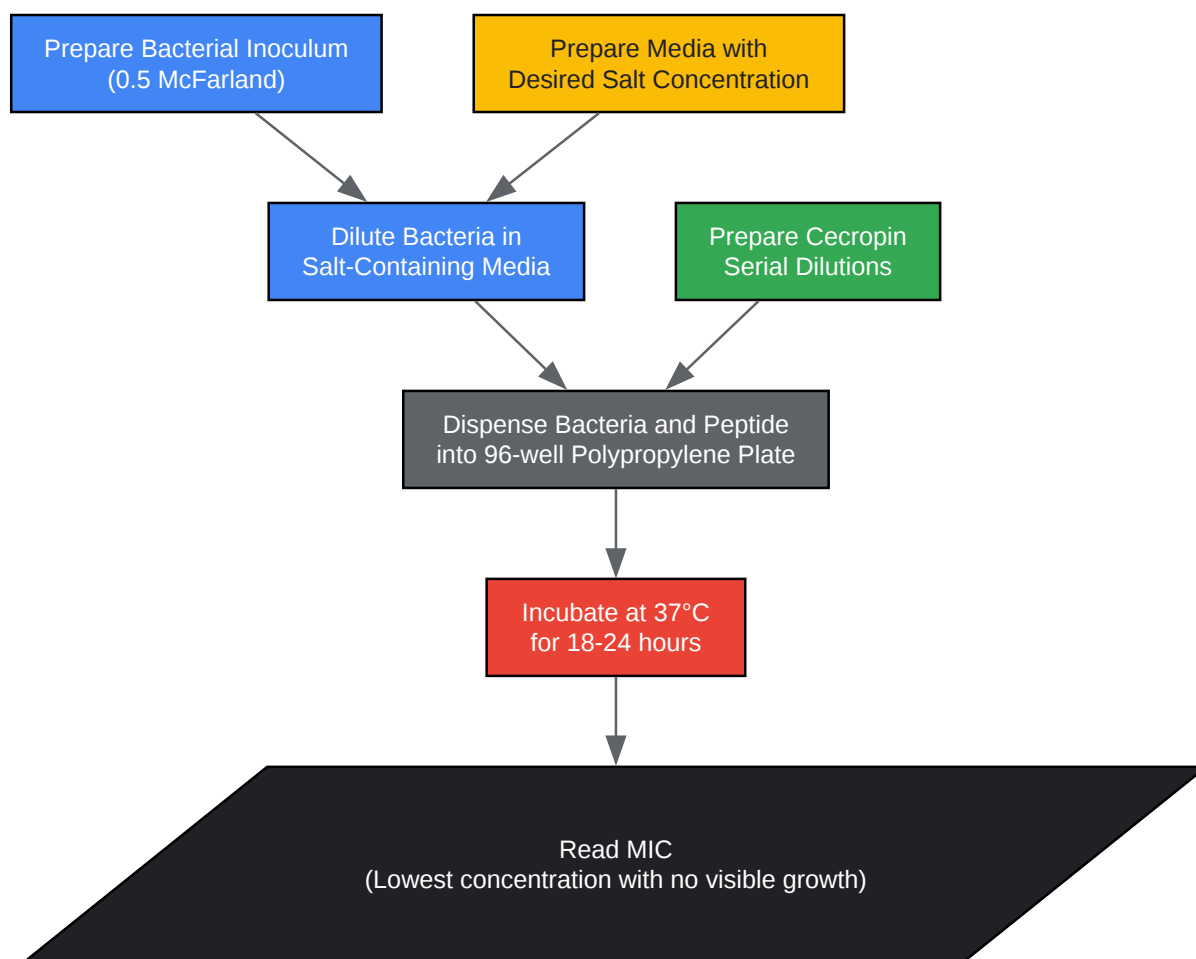 Prepare Bacterial Inoculum
(0.5 McFarland)
Prepare Media with
Desired Salt Concentration
Dilute Bacteria in
Salt-Containing Media
Prepare Cecropin
Serial Dilutions
Dispense Bacteria and Peptide
into 96-well Polypropylene Plate
Incubate at 37°C
for 18-24 hours
Read MIC
(Lowest concentration with no visible growth)